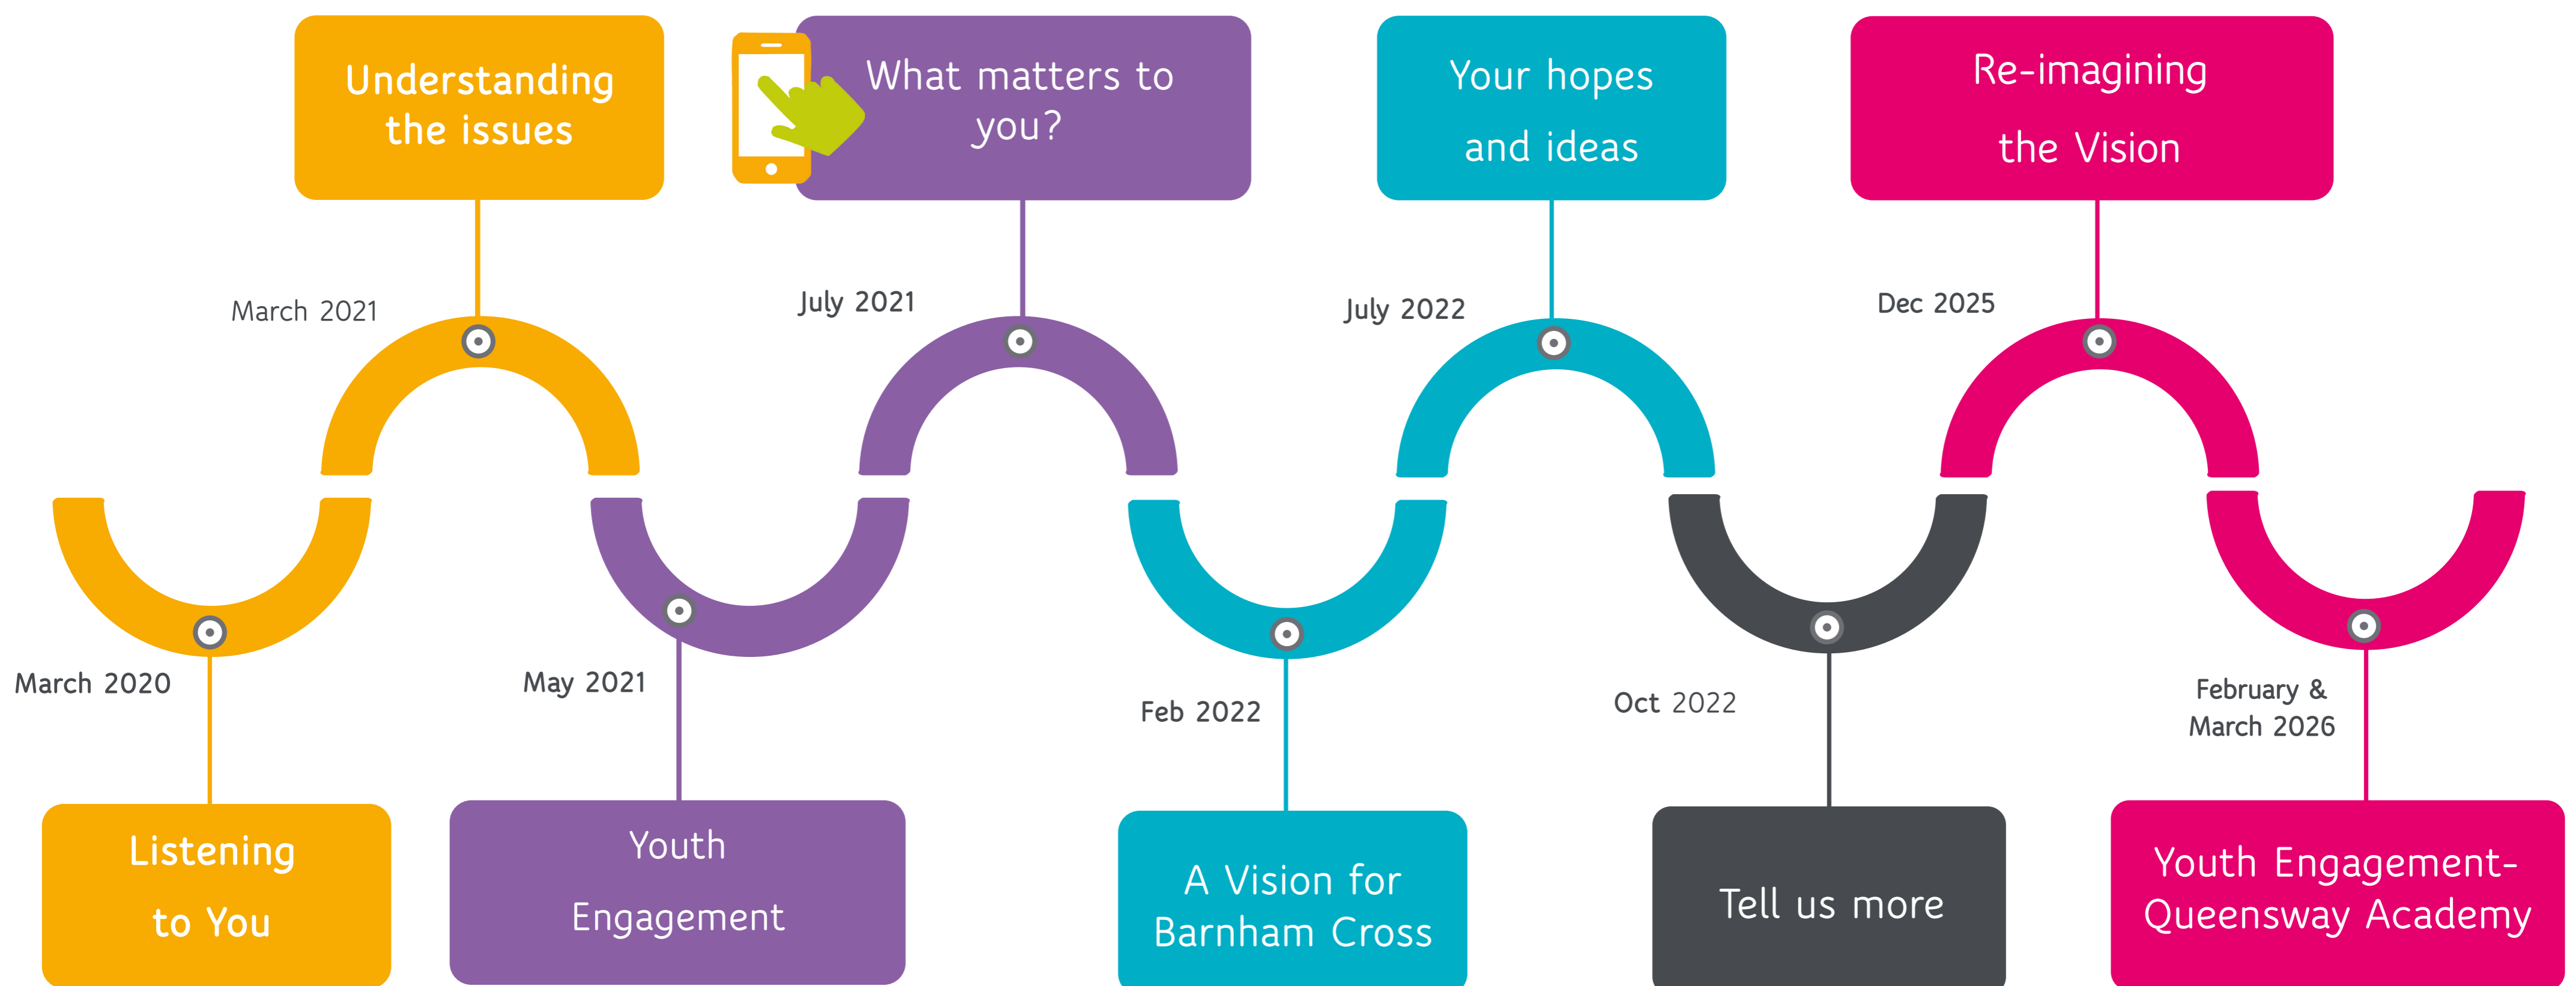 Understanding
the issues
What matters to
you?
Your hopes
and ideas
Re-imagining
the Vision
March 2021
July 2021
July 2022
Dec 2025
March 2020
May 2021
Feb 2022
Oct 2022
February &
March 2026
Listening
to You
Youth
Engagement
A Vision for
Barnham Cross
Tell us more
Youth Engagement-
Queensway Academy